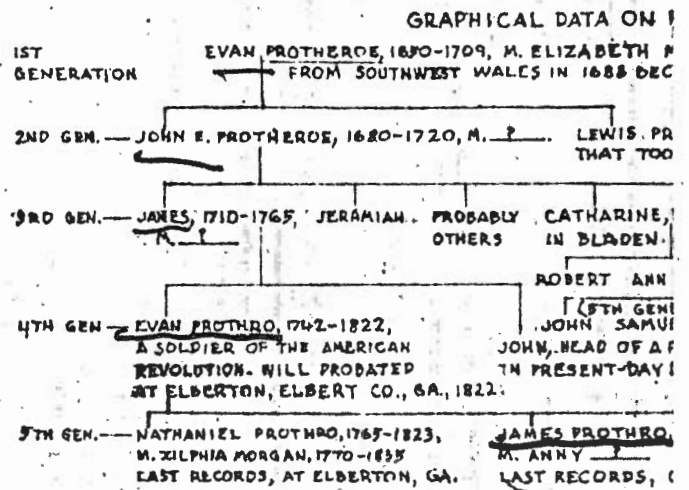 GRAPHICAL DATA ON
1ST GENERATION
EVAN PROTHEROE, 1650-1709, M. ELIZABETH
FROM SOUTHWEST WALES IN 1688 DEC
2ND GEN. — JOHN E. PROTHEROE, 1680-1720, M. ?
LEWIS PR
THAT TOO
3RD GEN. — JAMES, 1710-1765,
M. ?
JERAMIAH.
PROBABLY
OTHERS
CATHARINE,
IN BLADEN.
ROBERT ANN
(5TH GEN
JOHN SAMU
4TH GEN — EVAN PROTHRO, 1742-1822,
A SOLDIER OF THE AMERICAN
REVOLUTION. WILL PROBATED
AT ELBERTON, ELBERT CO., GA., 1822.
JOHN, HEAD OF A F
IN PRESENT-DAY
5TH GEN. — NATHANIEL PROTHRO, 1765-1823,
M. ZILPHIA MORGAN, 1770-1835
LAST RECORDS, AT ELBERTON, GA.
JAMES PROTHRO,
M. ANNY ?
LAST RECORDS,